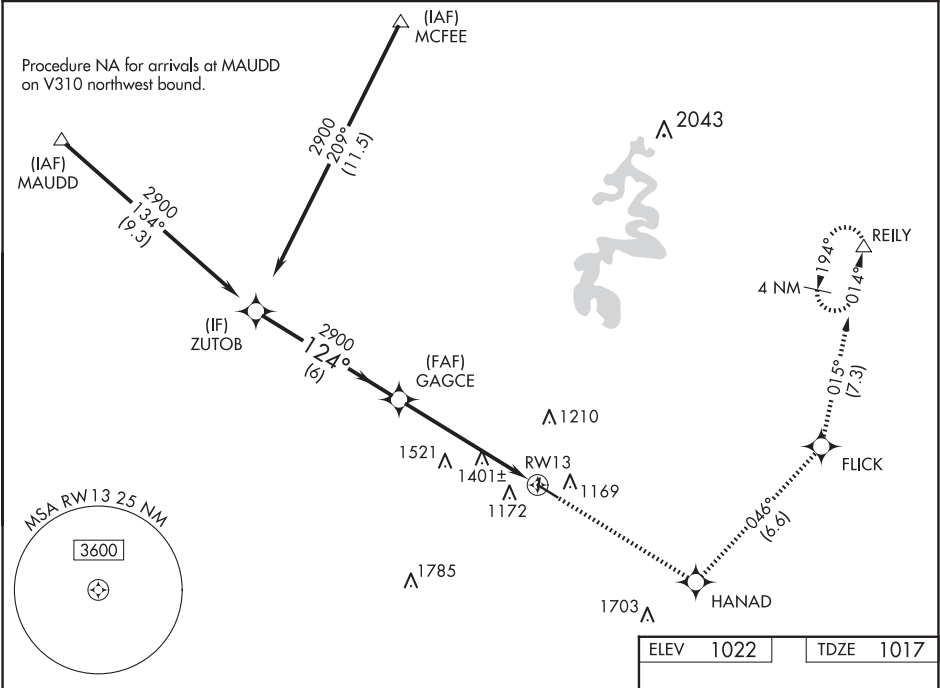 (IAF)
MCFEE
Procedure NA for arrivals at MAUDD
on V310 northwest bound.
2900
209°
(11.5)
2043
(IAF)
MAUDD
2900
134°
(9.3)
REILY
194°
014°
4 NM
(IF)
ZUTOB
2900
124°
(6)
(FAF)
GAGCE
015°
(7.3)
1210
FLICK
1521
1401±
RW13
1169
1172
MSA RW13 25 NM
3600
046°
(6.6)
1785
HANAD
1703
ELEV 1022
TDZE 1017